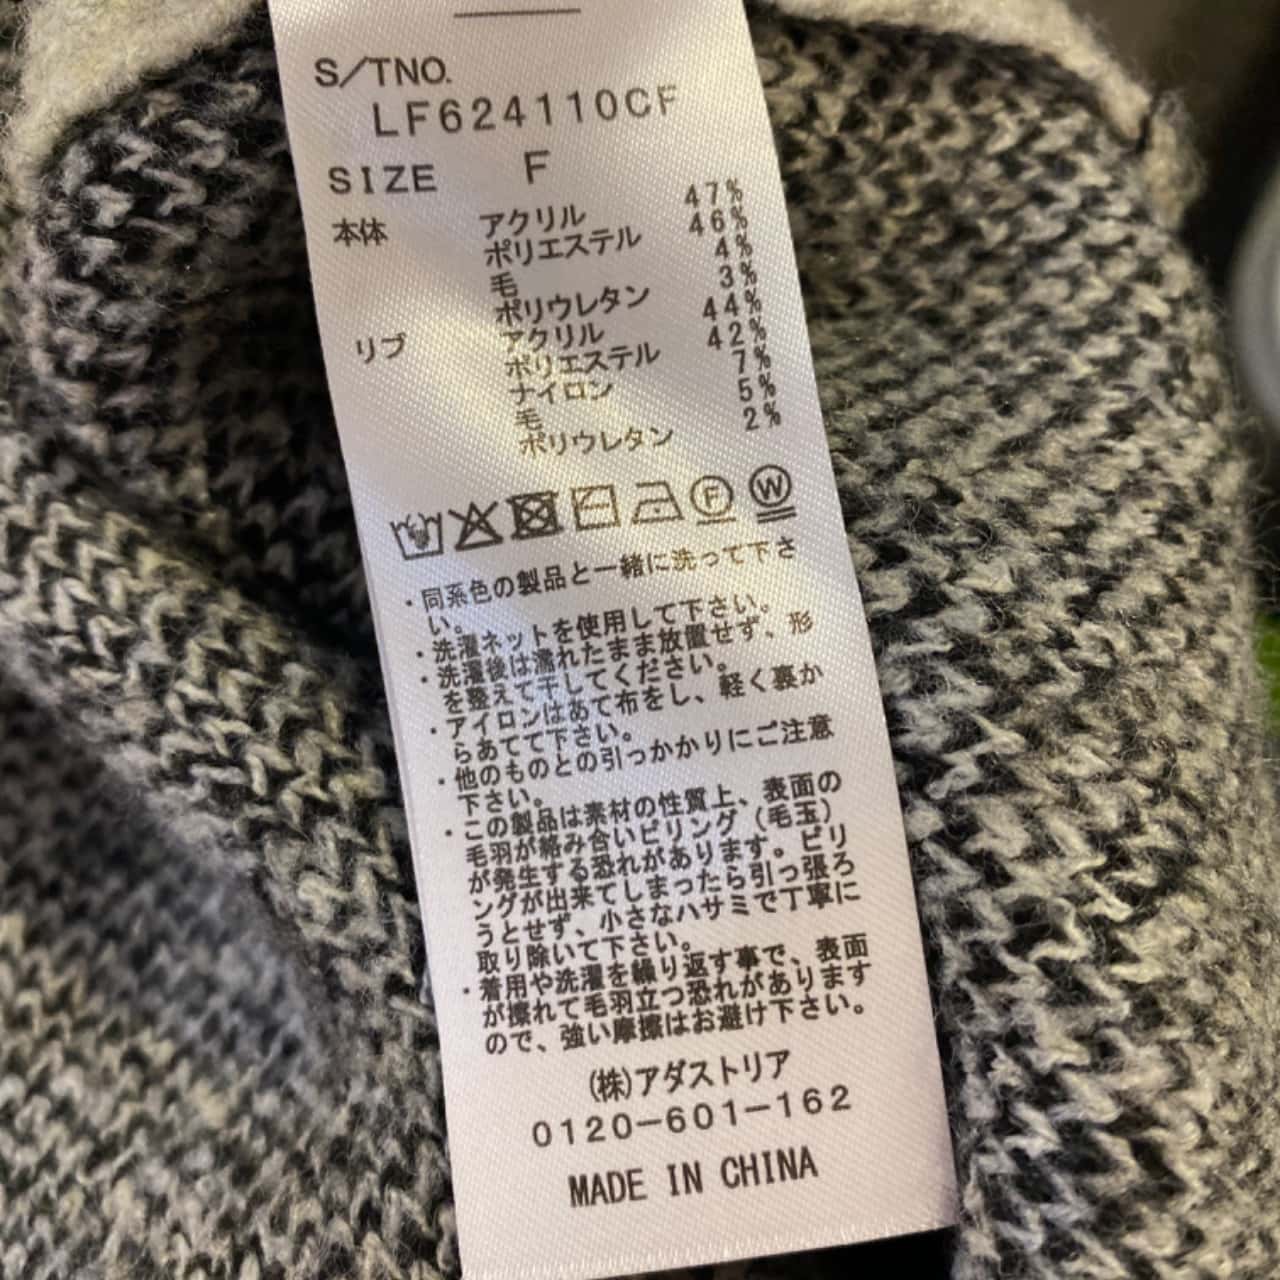 S/TNO.
LF624110CF
SIZE F
本体 アクリル 47%
ポリエステル 46%
毛 4%
ポリウレタン 3%
リブ アクリル 44%
ポリエステル 42%
ナイロン 7%
毛 5%
ポリウレタン 2%
F W
・同系色の製品と一緒に洗って下さ
い。
・洗濯ネットを使用して下さい。
・洗濯後は濡れたまま放置せず、形
を整えて干してください。
・アイロンはあて布をし、軽く裏か
らあてて下さい。
・他のものとの引っかかりにご注意
下さい。
・この製品は素材の性質上、表面の
毛羽が絡み合いピリング（毛玉）
が発生する恐れがあります。ピリ
ングが出来てしまったら引っ張ろ
うとせず、小さなハサミで丁寧に
取り除いて下さい。
・着用や洗濯を繰り返す事で、表面
が擦れて毛羽立つ恐れがあります
ので、強い摩擦はお避け下さい。
(株)アダストリア
0120-601-162
MADE IN CHINA